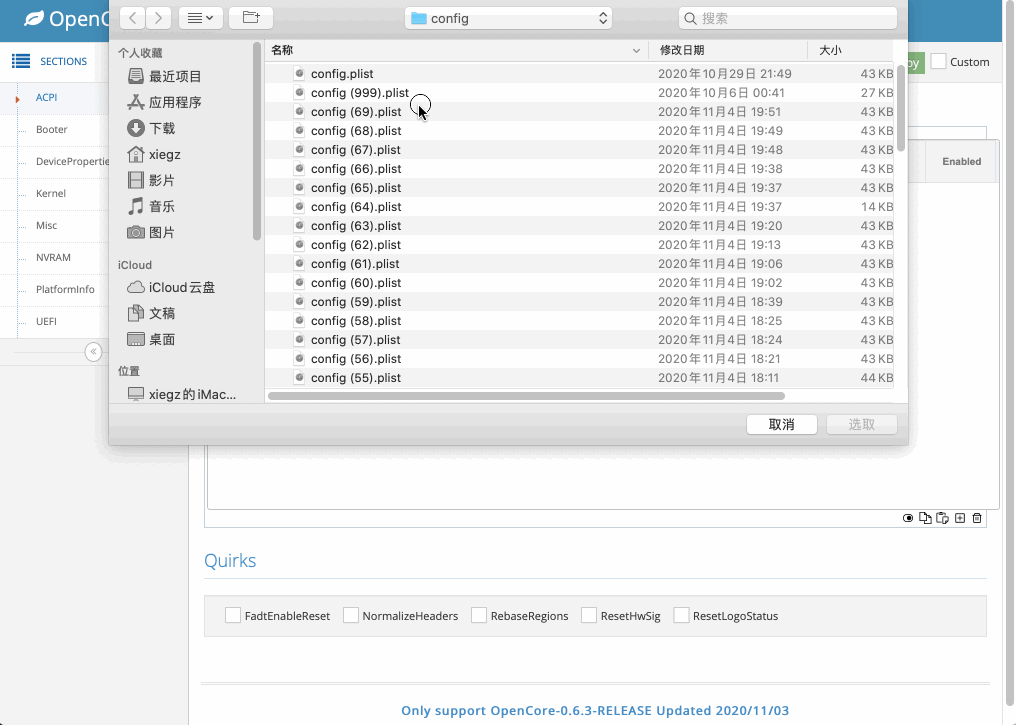 OpenC
config
搜索
SECTIONS
Custom
ACPI
Booter
DevicePropertie
Kernel
Misc
NVRAM
PlatformInfo
UEFI
个人收藏
最近项目
应用程序
下载
xiegz
影片
音乐
图片
iCloud
iCloud云盘
文稿
桌面
位置
xiegz的iMac...
名称 修改日期 大小
config.plist 2020年10月29日 21:49 43 KB
config (999).plist 2020年10月6日 00:41 27 KB
config (69).plist 2020年11月4日 19:51 43 KB
config (68).plist 2020年11月4日 19:49 43 KB
config (67).plist 2020年11月4日 19:48 43 KB
config (66).plist 2020年11月4日 19:38 43 KB
config (65).plist 2020年11月4日 19:37 43 KB
config (64).plist 2020年11月4日 19:37 14 KB
config (63).plist 2020年11月4日 19:20 43 KB
config (62).plist 2020年11月4日 19:13 43 KB
config (61).plist 2020年11月4日 19:06 43 KB
config (60).plist 2020年11月4日 19:02 43 KB
config (59).plist 2020年11月4日 18:39 43 KB
config (58).plist 2020年11月4日 18:25 43 KB
config (57).plist 2020年11月4日 18:24 43 KB
config (56).plist 2020年11月4日 18:21 43 KB
config (55).plist 2020年11月4日 18:11 44 KB
取消 选取
Enabled
Quirks
FadtEnableReset NormalizeHeaders RebaseRegions ResetHwSig ResetLogoStatus
Only support OpenCore-0.6.3-RELEASE Updated 2020/11/03